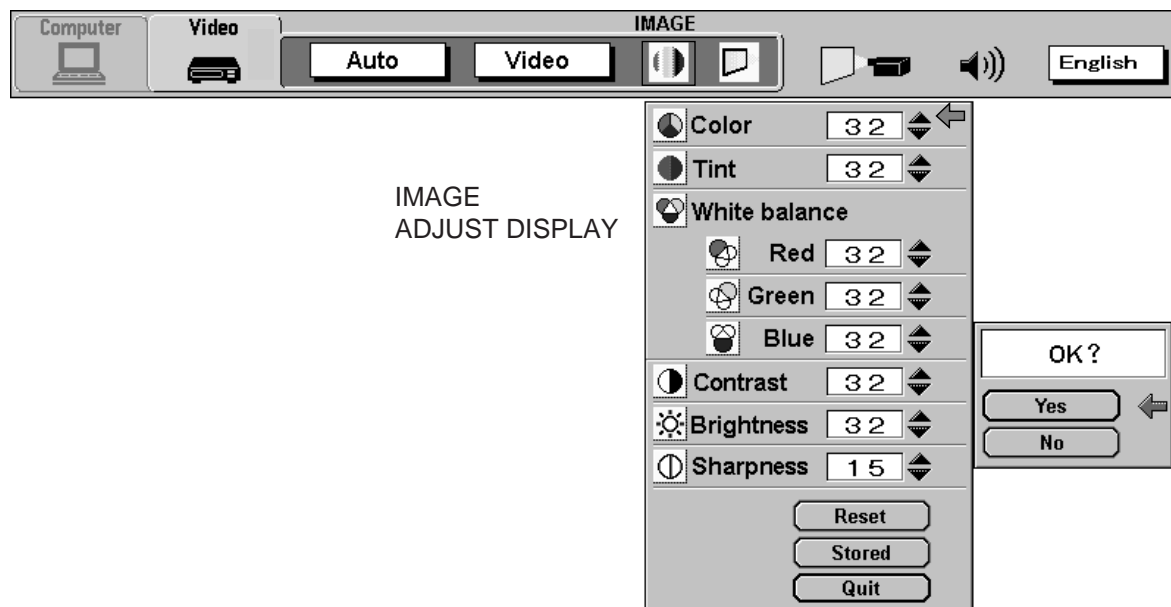 Computer
Video
IMAGE
Auto
Video
English
IMAGE
ADJUST DISPLAY
Color 32
Tint 32
White balance
Red 32
Green 32
Blue 32
Contrast 32
Brightness 32
Sharpness 15
Reset
Stored
Quit
OK?
Yes
No